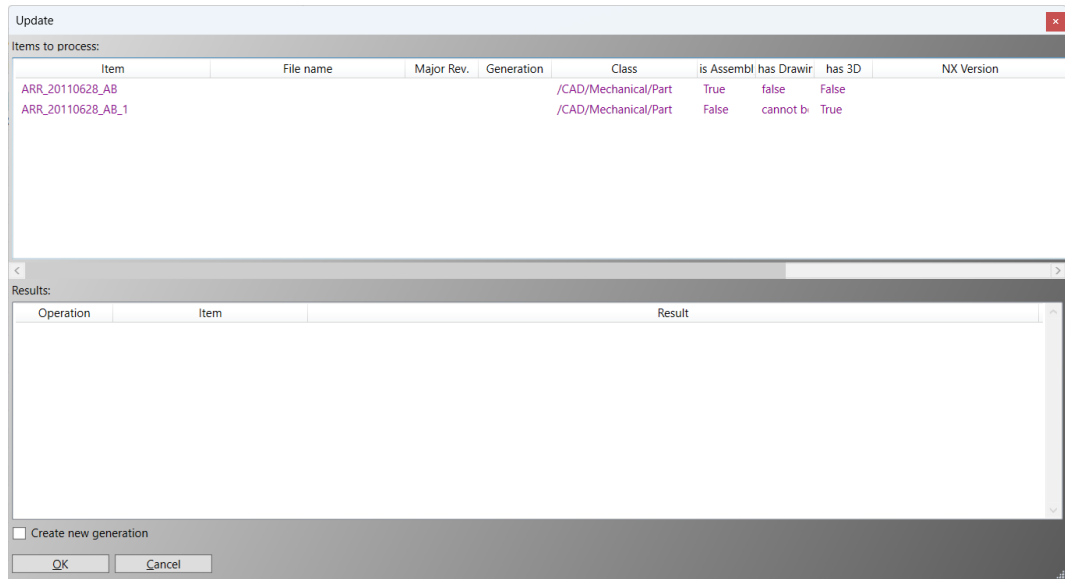 Update
Items to process:
Item File name Major Rev. Generation Class is Assembl has Drawir has 3D NX Version
ARR_20110628_AB /CAD/Mechanical/Part True false False
ARR_20110628_AB_1 /CAD/Mechanical/Part False cannot b True
Results:
Operation Item Result
Create new generation
OK Cancel